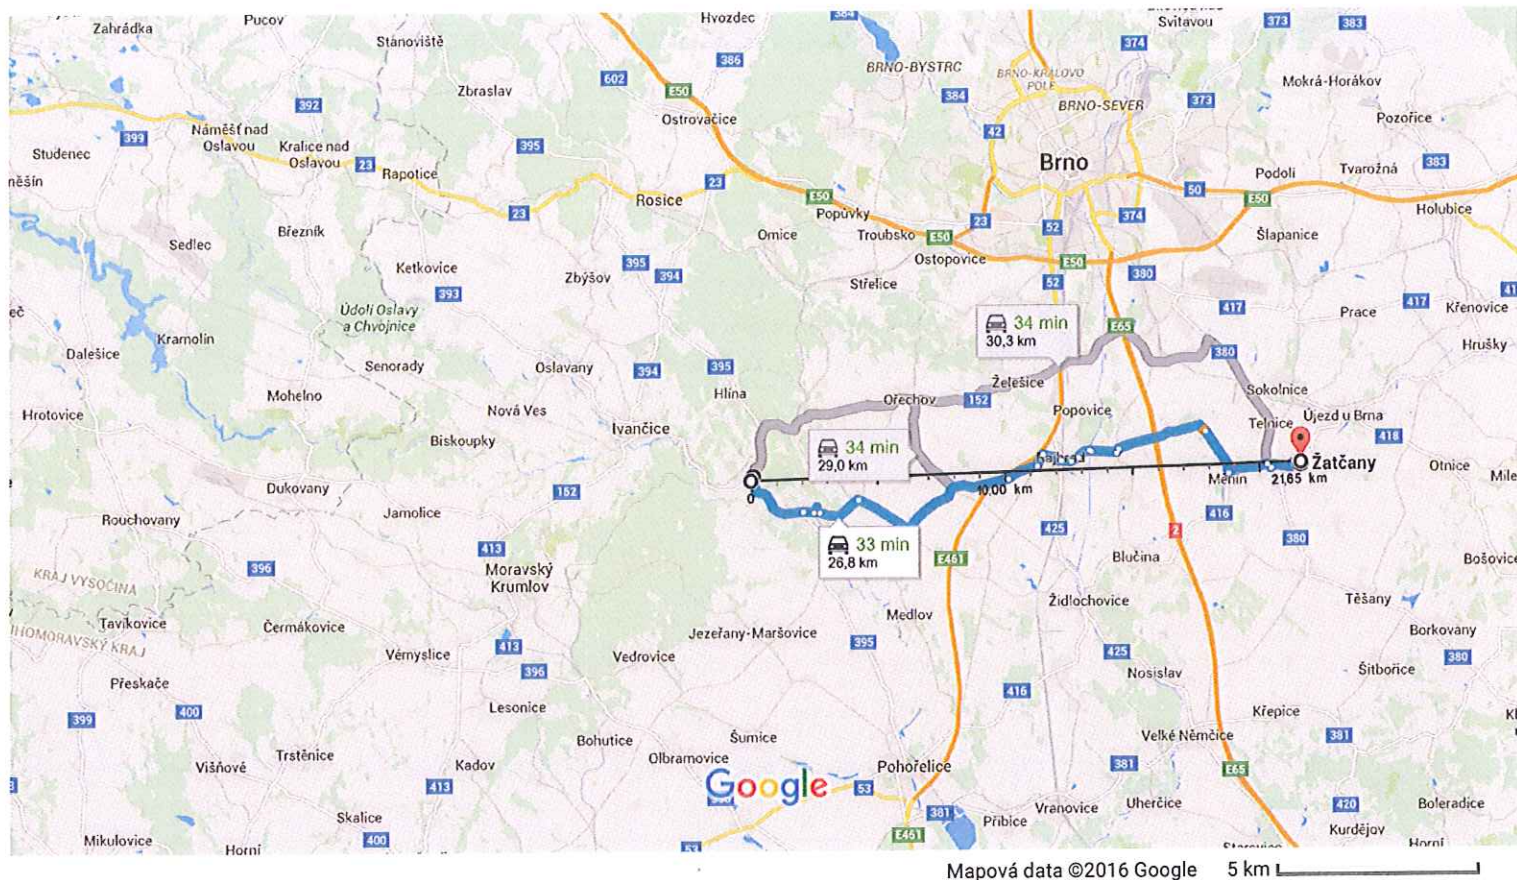 Zahrádka
Pucov
Hvozdec
384
Svitavou
373
383
Stanoviště
386
BRNO-BYSTRC
BRNO-KRÁLOVO
POLE
374
Mokrá-Horákov
602
E50
Zbraslav
384
BRNO-SEVER
373
392
Ostrovačice
Pozořice
399
Náměšť nad
Oslavou
Kralice nad
Oslavou
395
42
Studenec
23
Rapotice
Brno
Podolí
Tvarožná
383
23
Rosice
E50
50
E50
Popůvky
23
374
Holubice
23
Březník
Omice
Troubsko
E50
52
Šlapanice
Sedlec
Ostopovice
E50
380
Ketkovice
395
Zbýšov
394
Střelice
52
393
417
417
Křenovice
Údolí Oslavy
a Chvojnice
34 min
30,3 km
E65
Prace
Kramolín
Hrušky
Dalešice
380
Senorady
Oslavany
394
395
Želešice
Sokolnice
Mohelno
Hlína
Ořechov
152
Hrotovice
Nová Ves
Popovice
Telnice
Újezd u Brna
Ivančice
418
Biskoupky
34 min
29,0 km
Žatčany
Otnice
0
10,00 km
Měnín
21,65 km
Dukovany
152
Rouchovany
Jamolice
425
416
2
380
33 min
26,8 km
413
E461
Blučina
Bošovice
Moravský
Krumlov
396
KRAJ VYSOČINA
Židlochovice
Těšany
Tavíkovice
Čermákovice
Medlov
JIHOMORAVSKÝ KRAJ
Jezeřany-Maršovice
395
Borkovany
413
Vémyslice
Vedrovice
425
380
396
Šitbořice
Přeskače
Nosislav
416
399
400
Lesonice
Křepice
Šumice
Velké Němčice
381
Bohutice
Trstěnice
Olbramovice
Višňové
Kadov
Pohořelice
381
E65
Google
413
53
Vranovice
Uherčice
420
Boleradice
Skalice
381
Přibice
Kurdějov
Mikulovice
Horní
400
53
E461
Horní
Mapová data ©2016 Google 5 km